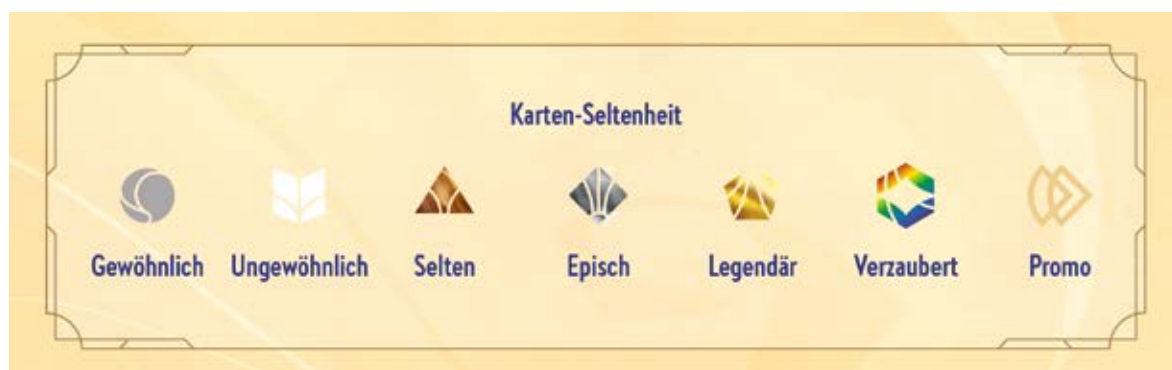 Karten-Seltenheit
Gewöhnlich Ungewöhnlich Selten Episch Legendär Verzaubert Promo